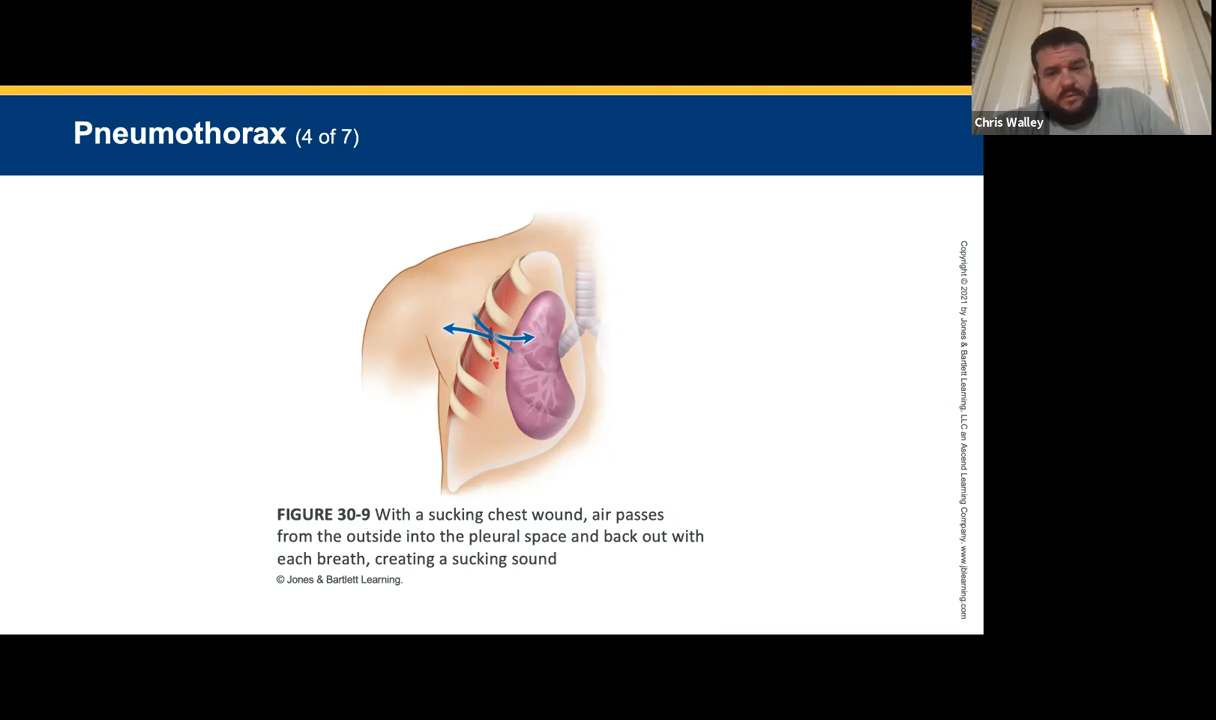 Chris Walley
Pneumothorax (4 of 7)
FIGURE 30-9 With a sucking chest wound, air passes
from the outside into the pleural space and back out with
each breath, creating a sucking sound
© Jones & Bartlett Learning.
Copyright © 2021 by Jones & Bartlett Learning, LLC an Ascend Learning Company. www.jblearning.com